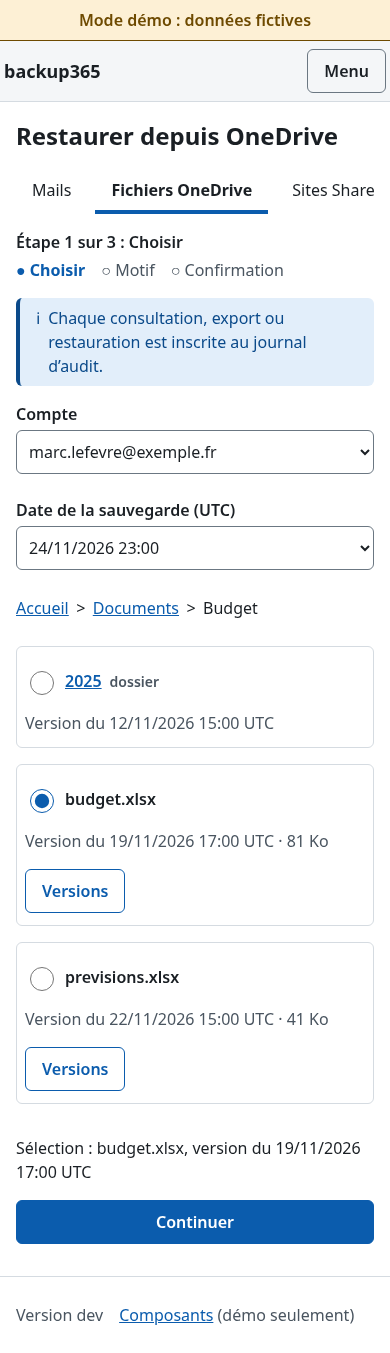 Mode démo : données fictives
backup365
Menu
Restaurer depuis OneDrive
Mails
Fichiers OneDrive
Sites Share
Étape 1 sur 3 : Choisir
Choisir
Motif
Confirmation
i Chaque consultation, export ou
restauration est inscrite au journal
d’audit.
Compte
marc.lefevre@exemple.fr
Date de la sauvegarde (UTC)
24/11/2026 23:00
Accueil > Documents > Budget
2025 dossier
Version du 12/11/2026 15:00 UTC
budget.xlsx
Version du 19/11/2026 17:00 UTC · 81 Ko
Versions
previsions.xlsx
Version du 22/11/2026 15:00 UTC · 41 Ko
Versions
Sélection : budget.xlsx, version du 19/11/2026
17:00 UTC
Continuer
Version dev Composants (démo seulement)